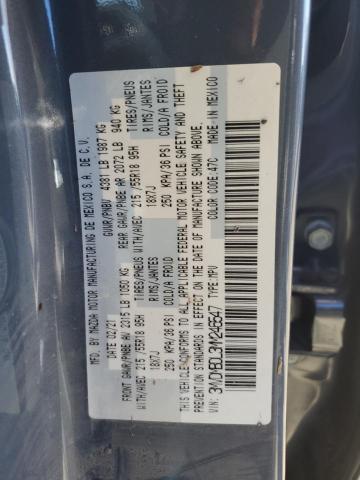 MFD. BY: MAZDA MOTOR MANUFACTURING DE MEXICO S.A. DE C.V.
DATE: 02/21 GVWR/PNBV 4381 LB 1987 KG
FRONT GAWR/PNBE AV 2315 LB 1050 KG REAR GAWR/PNBE AR 2072 LB 940 KG
WITH/AVEC 215/55R18 95H TIRES/PNEUS WITH/AVEC 215/55R18 95H TIRES/PNEUS
18X7J RIMS/JANTES 18X7J RIMS/JANTES
250 KPA/36 PSI COLD/A FROID 250 KPA/36 PSI COLD/A FROID
THIS VEHICLE CONFORMS TO ALL APPLICABLE FEDERAL MOTOR VEHICLE SAFETY AND THEFT
PREVENTION STANDARDS IN EFFECT ON THE DATE OF MANUFACTURE SHOWN ABOVE.
TYPE: MPV COLOR CODE: 47C MADE IN MEXICO
VIN: